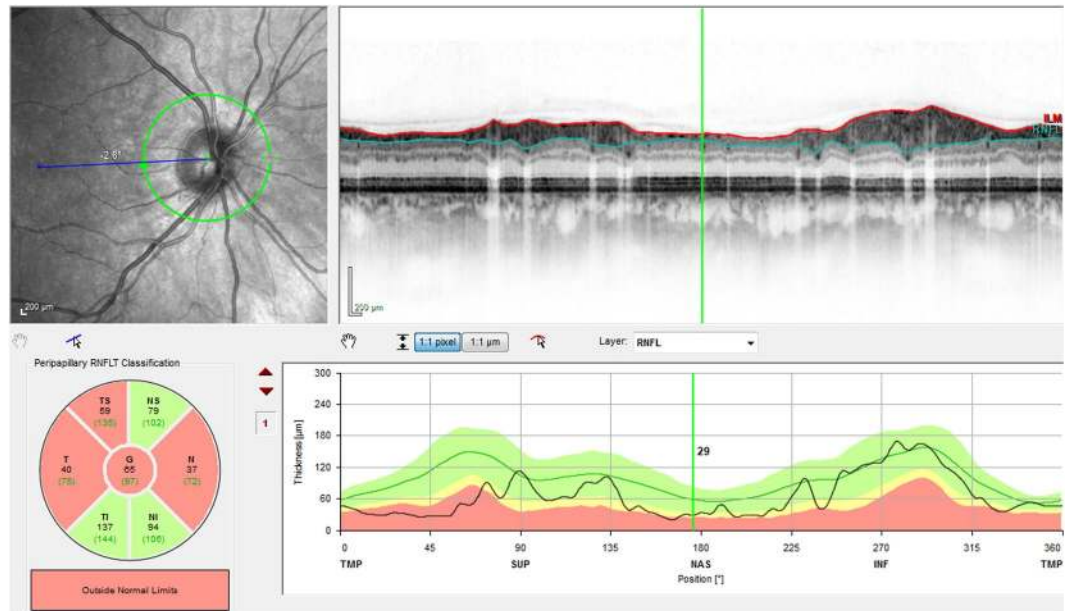 -2.6°
200 µm
ILM
RNFL
200 µm
1:1 pixel
1:1 µm
Layer: RNFL
Peripapillary RNFLT Classification
TS
59
(136)
NS
79
(102)
T
40
(78)
G
66
(97)
N
37
(72)
TI
137
(144)
NI
94
(106)
Outside Normal Limits
1
Thickness [µm]
300
240
180
120
60
0
29
0 45 90 135 180 225 270 315 360
TMP SUP NAS INF TMP
Position [°]